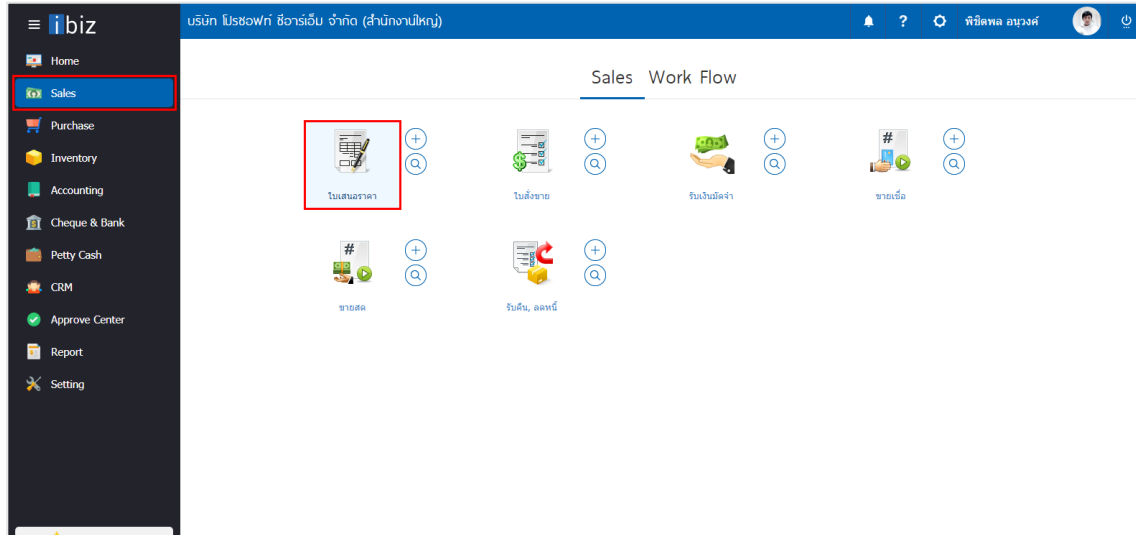 ≡ ibiz
บริษัท โปรซอฟท์ ซีอาร์เอ็ม จำกัด (สำนักงานใหญ่)
? พิชิตพล อนุวงศ์
Home
Sales
Purchase
Inventory
Accounting
Cheque & Bank
Petty Cash
CRM
Approve Center
Report
Setting
Sales Work Flow
ใบเสนอราคา
ใบสั่งขาย
รับเงินมัดจำ
ขายเชื่อ
ขายสด
รับคืน, ลดหนี้